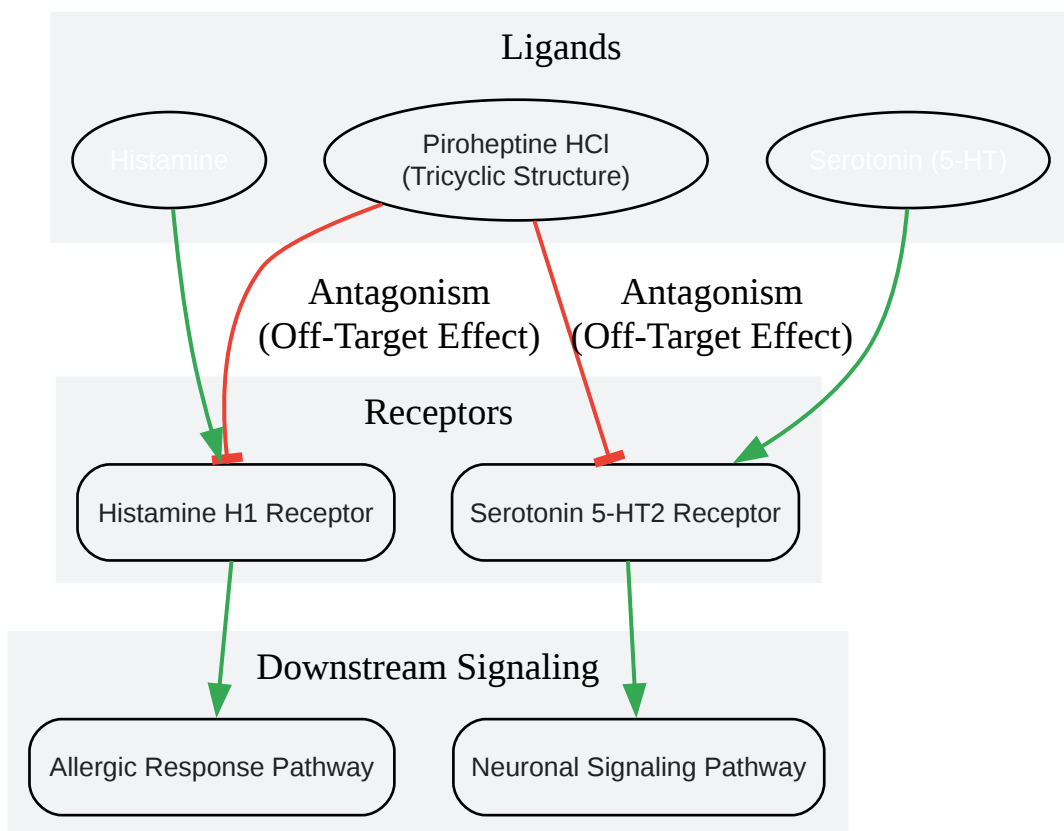 Ligands
Histamine
Piroheptine HCl
(Tricyclic Structure)
Serotonin (5-HT)
Antagonism
(Off-Target Effect)
Antagonism
(Off-Target Effect)
Receptors
Histamine H1 Receptor
Serotonin 5-HT2 Receptor
Downstream Signaling
Allergic Response Pathway
Neuronal Signaling Pathway